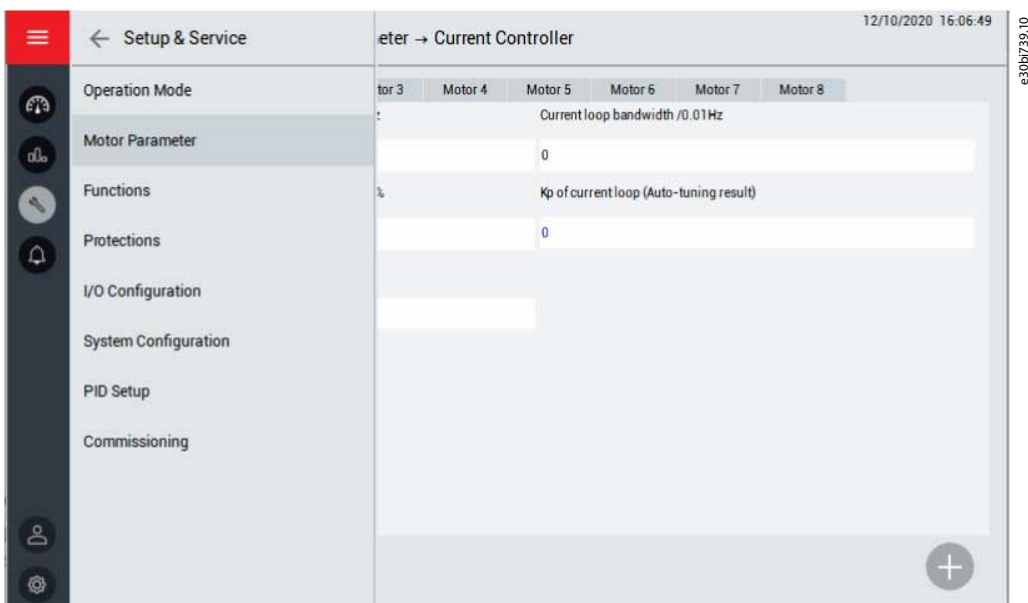 12/10/2020 16:06:49
Setup & Service
eter → Current Controller
Operation Mode
tor 3 Motor 4 Motor 5 Motor 6 Motor 7 Motor 8
Current loop bandwidth /0.01Hz
Motor Parameter
0
Functions
%
Kp of current loop (Auto-tuning result)
Protections
0
I/O Configuration
System Configuration
PID Setup
Commissioning
e30bi739.10